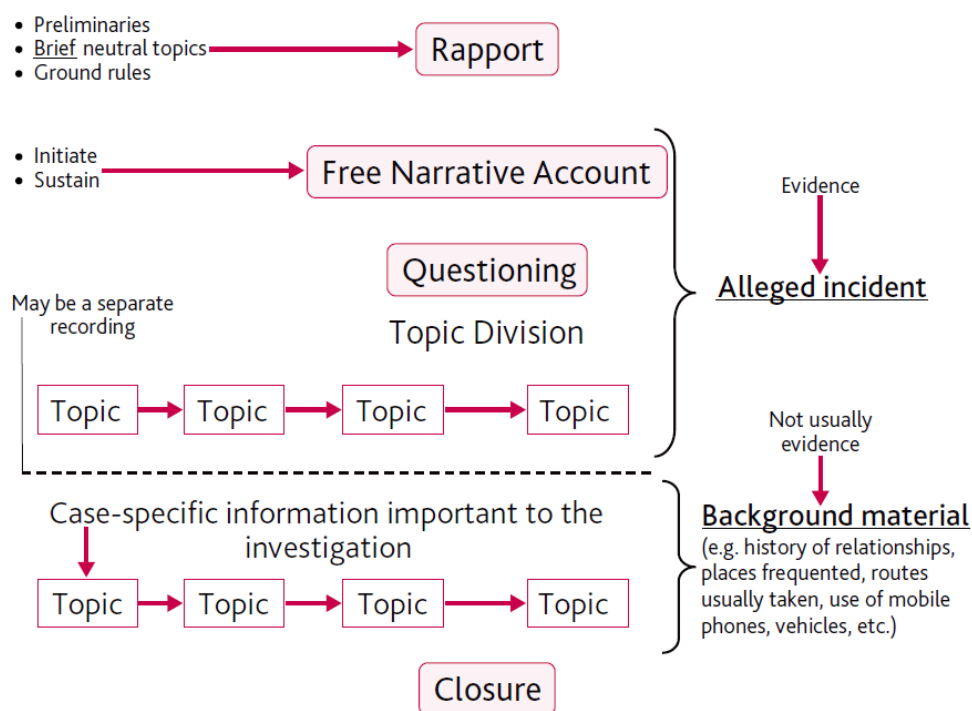 • Preliminaries
• Brief neutral topics
• Ground rules
Rapport
• Initiate
• Sustain
Free Narrative Account
Evidence
Alleged incident
Questioning
May be a separate
recording
Topic Division
Topic Topic Topic Topic
Not usually
evidence
Case-specific information important to the
investigation
Background material
(e.g. history of relationships,
places frequented, routes
usually taken, use of mobile
phones, vehicles, etc.)
Topic Topic Topic Topic
Closure